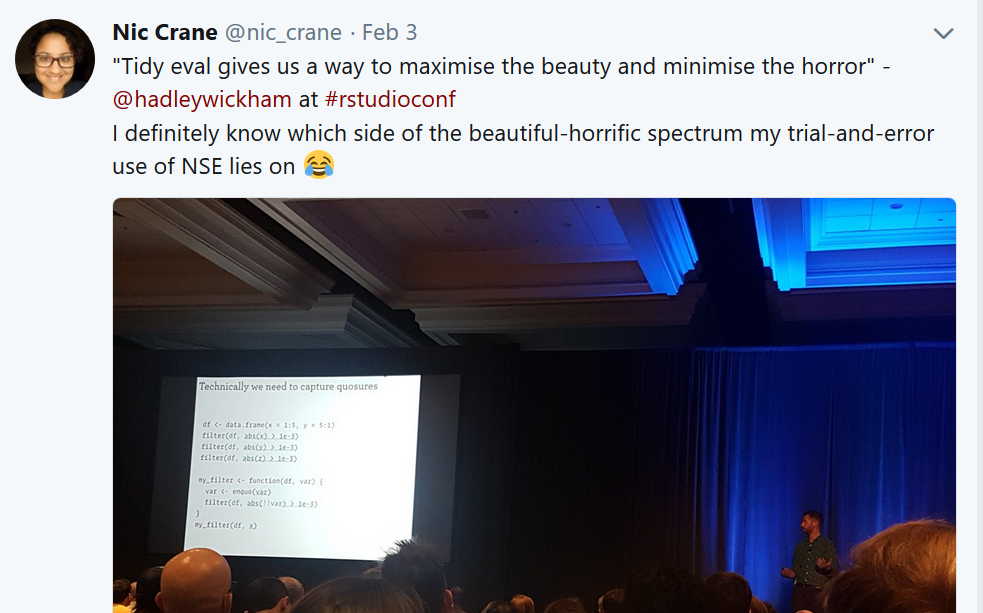 Nic Crane @nic_crane · Feb 3
"Tidy eval gives us a way to maximise the beauty and minimise the horror" -
@hadleywickham at #rstudioconf
I definitely know which side of the beautiful-horrific spectrum my trial-and-error
use of NSE lies on 😂
Technically we need to capture quosures
df <- data.frame(x = 1:5, y = 5:1)
filter(df, abs(x) > 1e-3)
filter(df, abs(y) > 1e-3)
filter(df, abs(z) > 1e-3)
my_filter <- function(df, var) {
var <- enquo(var)
filter(df, abs(!!var) > 1e-3)
}
my_filter(df, x)